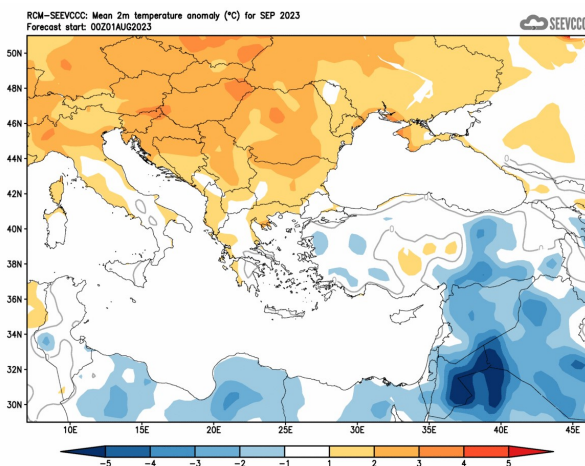 RCM-SEEVCCC: Mean 2m temperature anomaly (°C) for SEP 2023
Forecast start: 00Z01AUG2023
SEEVCCC
50N
48N
46N
44N
42N
40N
38N
36N
34N
32N
30N
10E 15E 20E 25E 30E 35E 40E 45E
-5 -4 -3 -2 -1 1 2 3 4 5